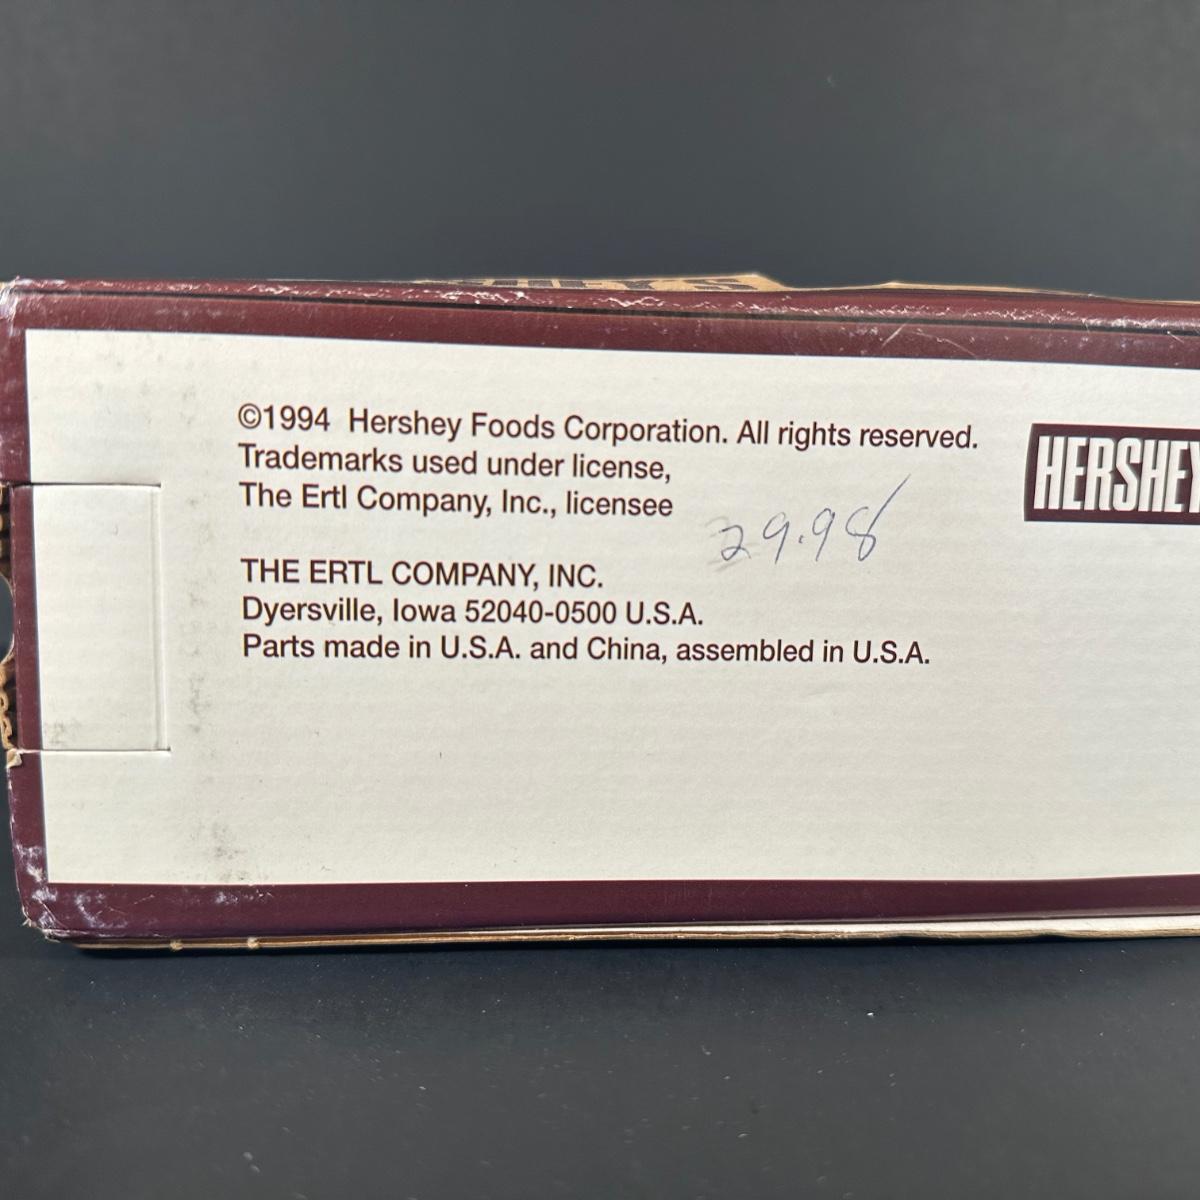 ©1994 Hershey Foods Corporation. All rights reserved.
Trademarks used under license,
The Ertl Company, Inc., licensee
29.98
HERSHEY
THE ERTL COMPANY, INC.
Dyersville, Iowa 52040-0500 U.S.A.
Parts made in U.S.A. and China, assembled in U.S.A.